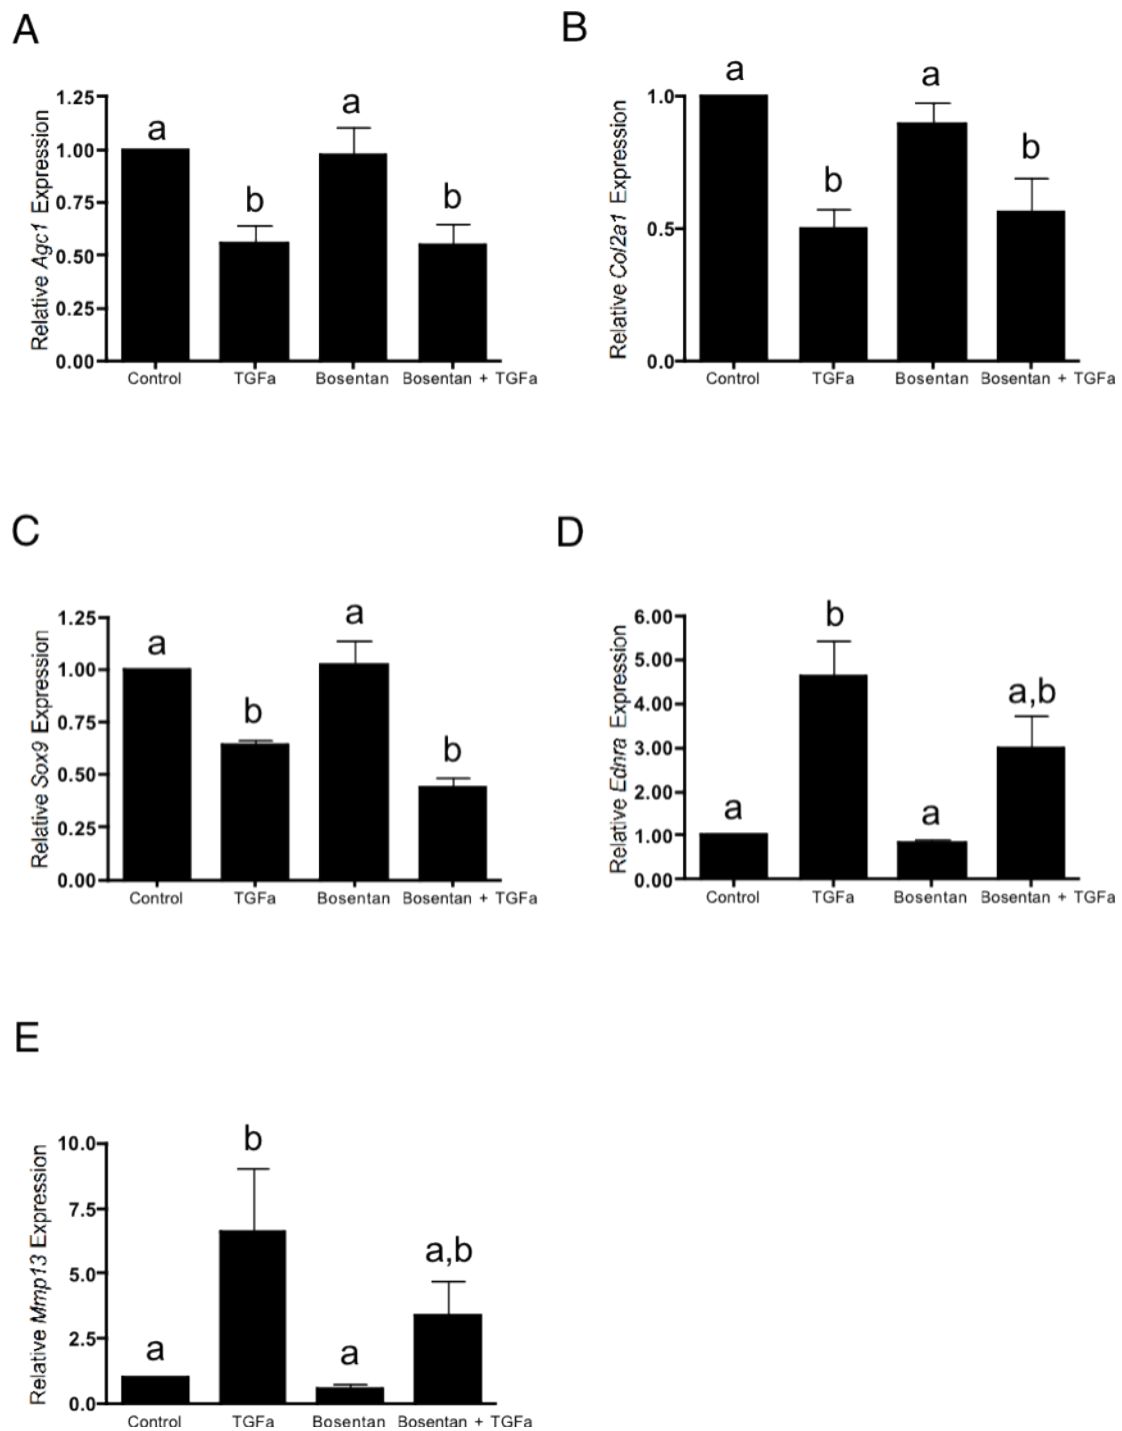 A
Relative Agc1 Expression
1.25
1.00
0.75
0.50
0.25
0.00
a
b
a
b
Control TGFa Bosentan Bosentan + TGFa
B
Relative Col2a1 Expression
1.0
0.5
0.0
a
b
a
b
Control TGFa Bosentan Bosentan + TGFa
C
Relative Sox9 Expression
1.25
1.00
0.75
0.50
0.25
0.00
a
b
a
b
Control TGFa Bosentan Bosentan + TGFa
D
Relative Ednra Expression
6.00
5.00
4.00
3.00
2.00
1.00
0.00
a
b
a
a,b
Control TGFa Bosentan Bosentan + TGFa
E
Relative Mmp13 Expression
10.0
7.5
5.0
2.5
0.0
a
b
a
a,b
Control TGFa Bosentan Bosentan + TGFa